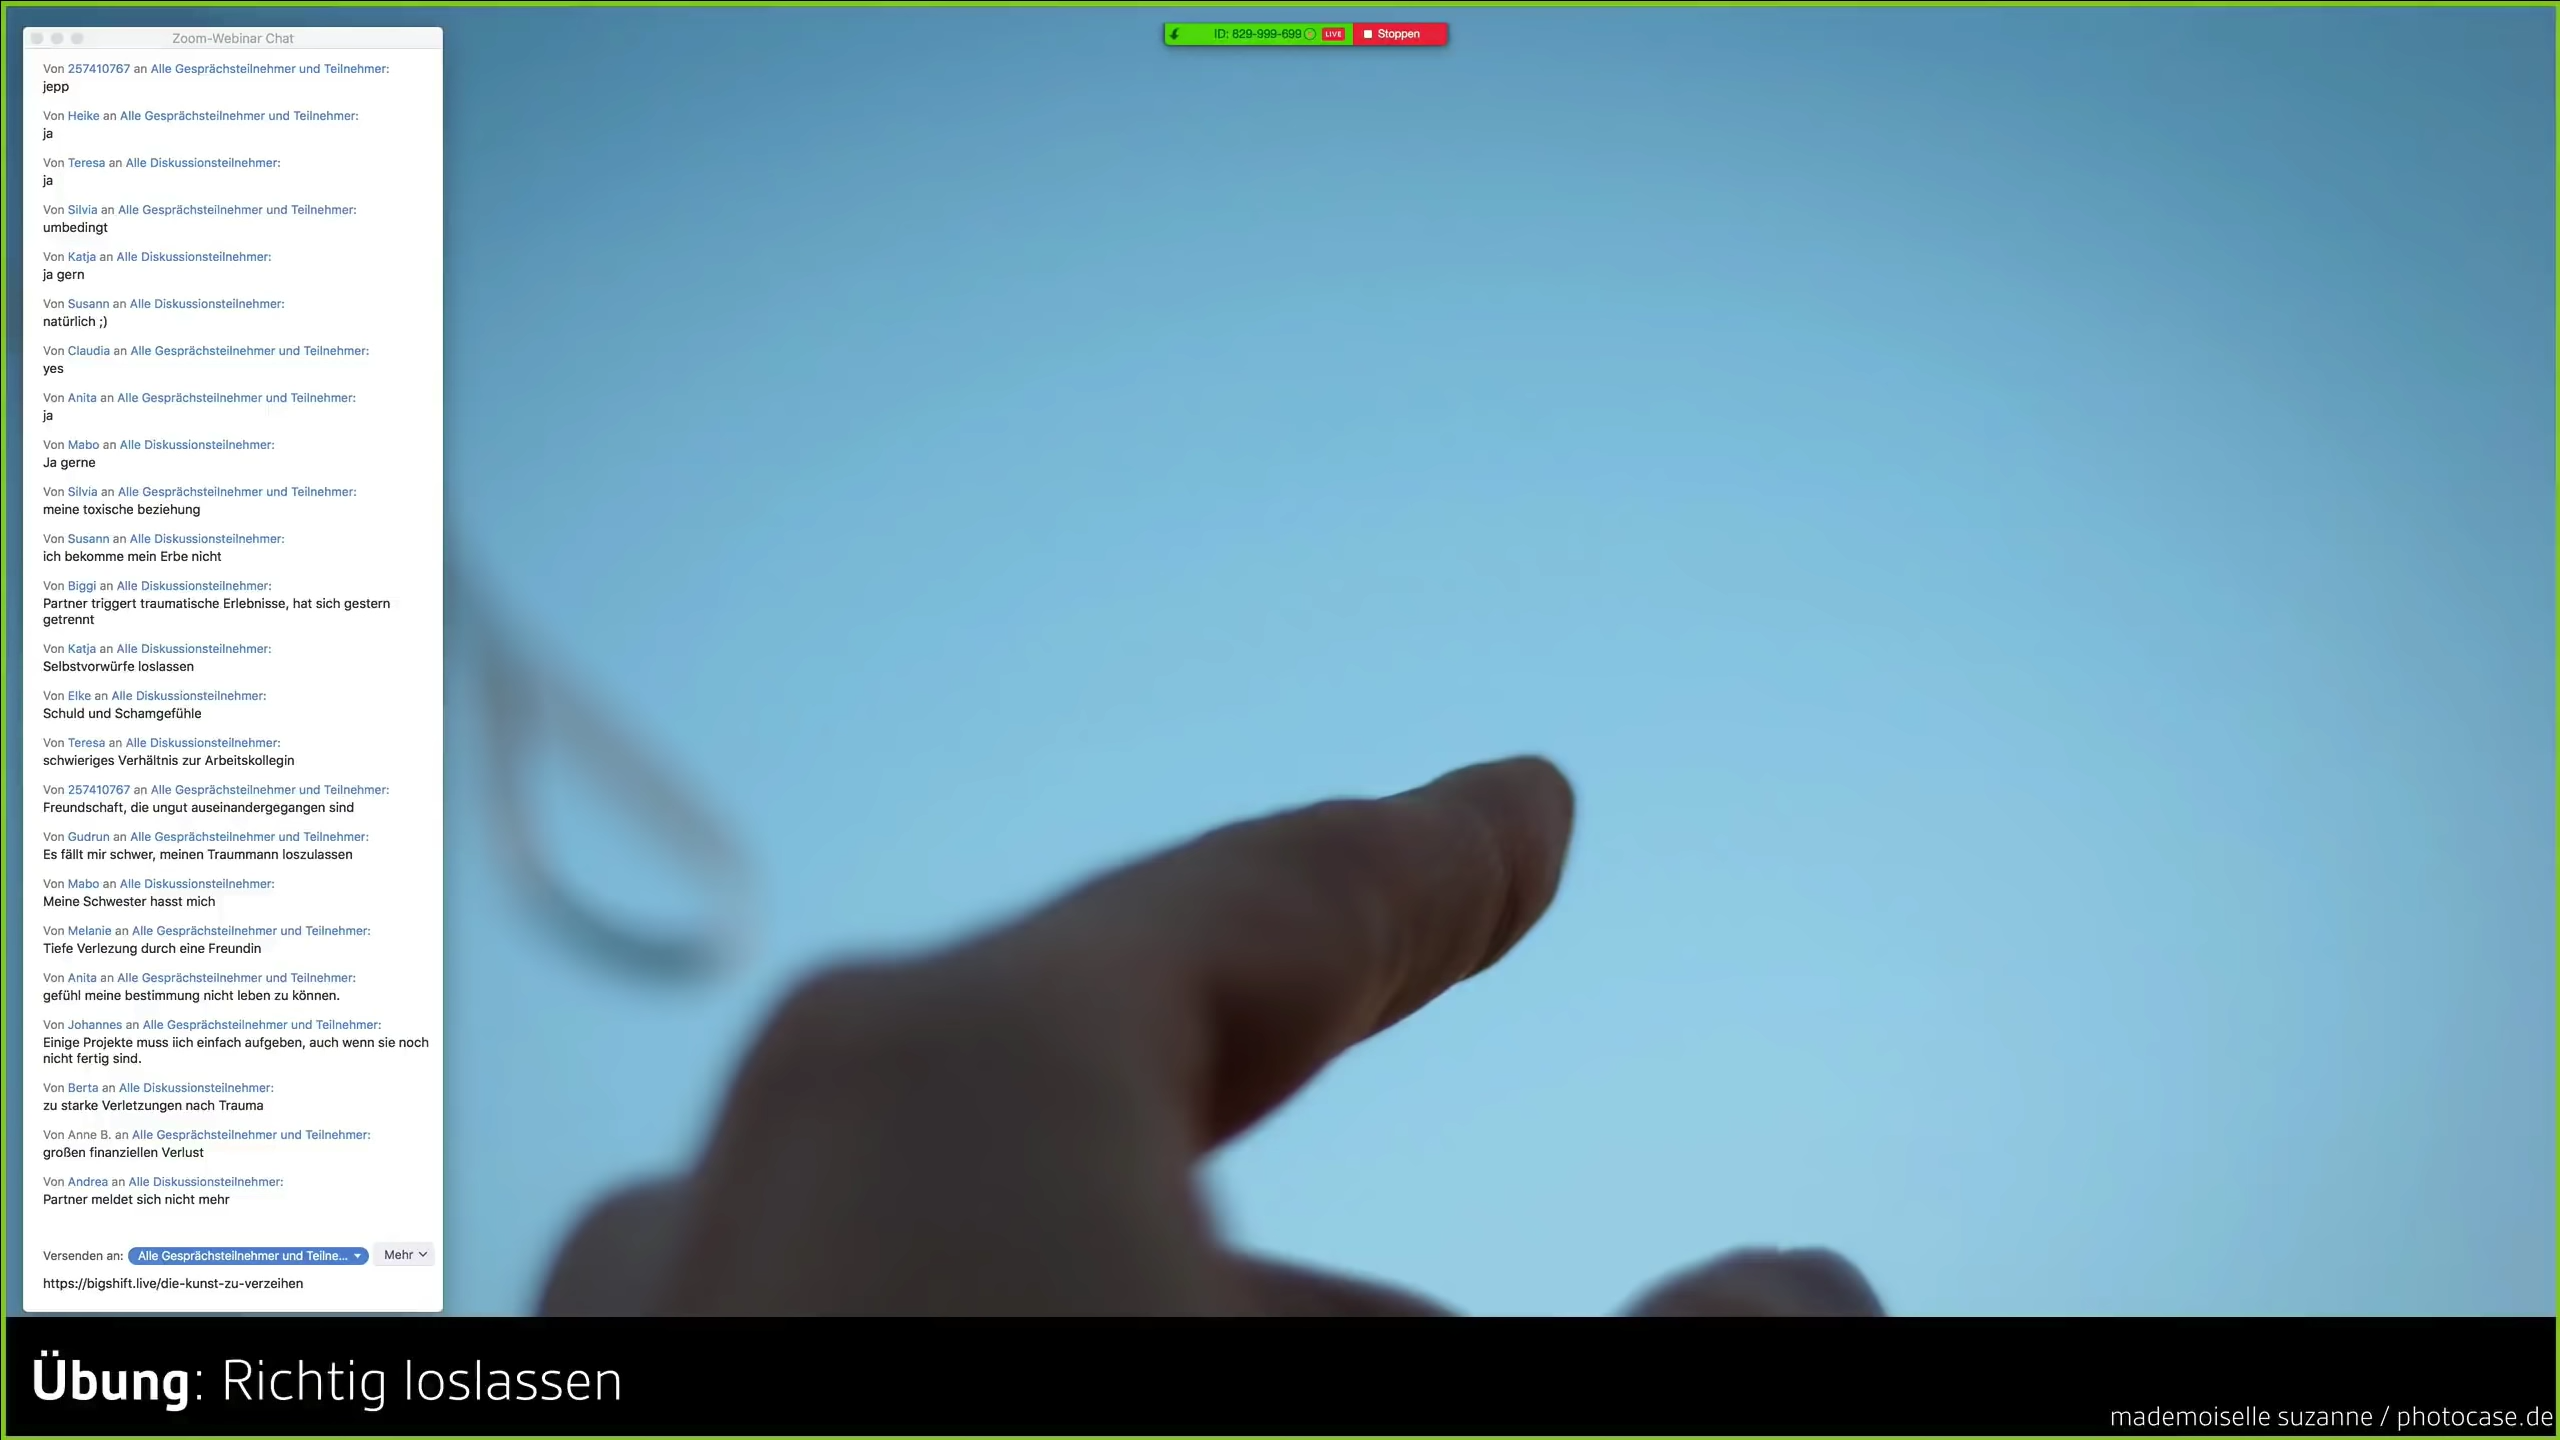 Zoom-Webinar Chat
ID: 829-999-699 LIVE Stoppen
Von 257410767 an Alle Gesprächsteilnehmer und Teilnehmer:
jepp
Von Heike an Alle Gesprächsteilnehmer und Teilnehmer:
ja
Von Teresa an Alle Diskussionsteilnehmer:
ja
Von Silvia an Alle Gesprächsteilnehmer und Teilnehmer:
umbedingt
Von Katja an Alle Diskussionsteilnehmer:
ja gern
Von Susann an Alle Diskussionsteilnehmer:
natürlich ;)
Von Claudia an Alle Gesprächsteilnehmer und Teilnehmer:
yes
Von Anita an Alle Gesprächsteilnehmer und Teilnehmer:
ja
Von Mabo an Alle Diskussionsteilnehmer:
Ja gerne
Von Silvia an Alle Gesprächsteilnehmer und Teilnehmer:
meine toxische beziehung
Von Susann an Alle Diskussionsteilnehmer:
ich bekomme mein Erbe nicht
Von Biggi an Alle Diskussionsteilnehmer:
Partner triggert traumatische Erlebnisse, hat sich gestern
getrennt
Von Katja an Alle Diskussionsteilnehmer:
Selbstvorwürfe loslassen
Von Elke an Alle Diskussionsteilnehmer:
Schuld und Schamgefühle
Von Teresa an Alle Diskussionsteilnehmer:
schwieriges Verhältnis zur Arbeitskollegin
Von 257410767 an Alle Gesprächsteilnehmer und Teilnehmer:
Freundschaft, die ungut auseinandergegangen sind
Von Gudrun an Alle Gesprächsteilnehmer und Teilnehmer:
Es fällt mir schwer, meinen Traummann loszulassen
Von Mabo an Alle Diskussionsteilnehmer:
Meine Schwester hasst mich
Von Melanie an Alle Gesprächsteilnehmer und Teilnehmer:
Tiefe Verlezung durch eine Freundin
Von Anita an Alle Gesprächsteilnehmer und Teilnehmer:
gefühl meine bestimmung nicht leben zu können.
Von Johannes an Alle Gesprächsteilnehmer und Teilnehmer:
Einige Projekte muss iich einfach aufgeben, auch wenn sie noch
nicht fertig sind.
Von Berta an Alle Diskussionsteilnehmer:
zu starke Verletzungen nach Trauma
Von Anne B. an Alle Gesprächsteilnehmer und Teilnehmer:
großen finanziellen Verlust
Von Andrea an Alle Diskussionsteilnehmer:
Partner meldet sich nicht mehr
Versenden an: Alle Gesprächsteilnehmer und Teilne... Mehr
https://bigshift.live/die-kunst-zu-verzeihen
Übung: Richtig loslassen
mademoiselle suzanne / photocase.de